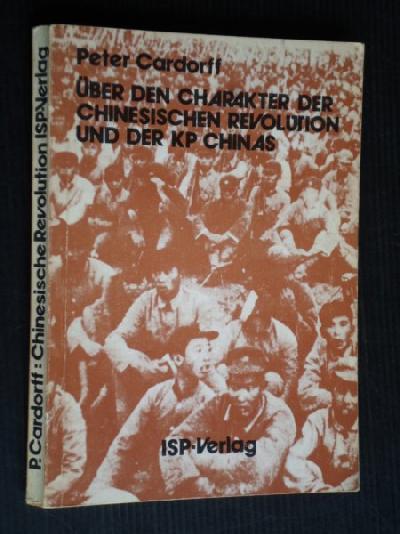 Peter Cardorff
ÜBER DEN CHARAKTER DER
CHINESISCHEN REVOLUTION
UND DER KP CHINAS
ISP-Verlag
P. Cardorff: Chinesische Revolution ISP-Verlag